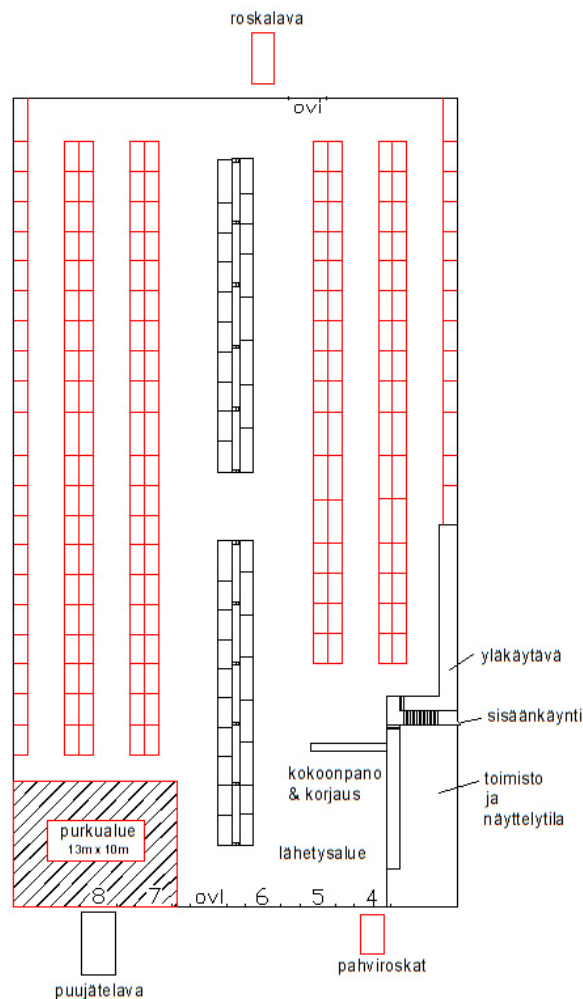 roskalava
ovi
yläkäytävä
sisäänkäynti
kokoonpano
& korjaus
toimisto
ja
näyttelytila
purkualue
13m x 10m
lähetysalue
8 7 ovi 6 5 4
puujätelava
pahviroskat